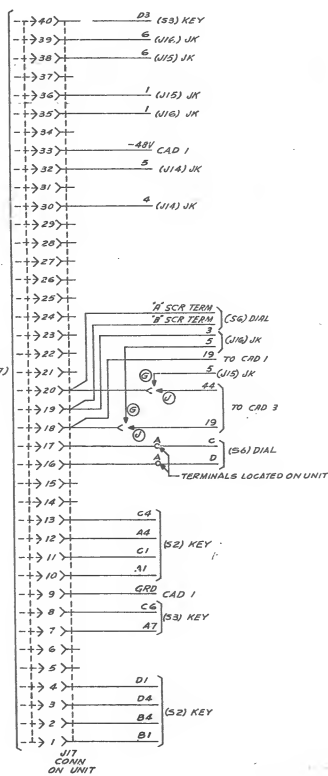 40 D3 (S3) KEY
39 6 (J16) JK
38 6 (J15) JK
37
36 1 (J15) JK
35 1 (J16) JK
34
33 -48V CAD 1
32 5 (J14) JK
31
30 4 (J14) JK
29
28
27
26
25
24 "A" SCR TERM
23 "B" SCR TERM (S6) DIAL
3
22 5 (J16) JK
19 TO CAD 1
21 G 5 (J15) JK
20 J 44
19 G TO CAD 3
18 J 19
17 A C
16 A D (S6) DIAL
TERMINALS LOCATED ON UNIT
15
14
13 C4
12 A4
11 C1 (S2) KEY
10 A1
9 GRD CAD 1
8 C6
7 A7 (S3) KEY
6
5
4 D1
3 D4
2 B4 (S2) KEY
1 B1
J17
CONN
ON UNIT